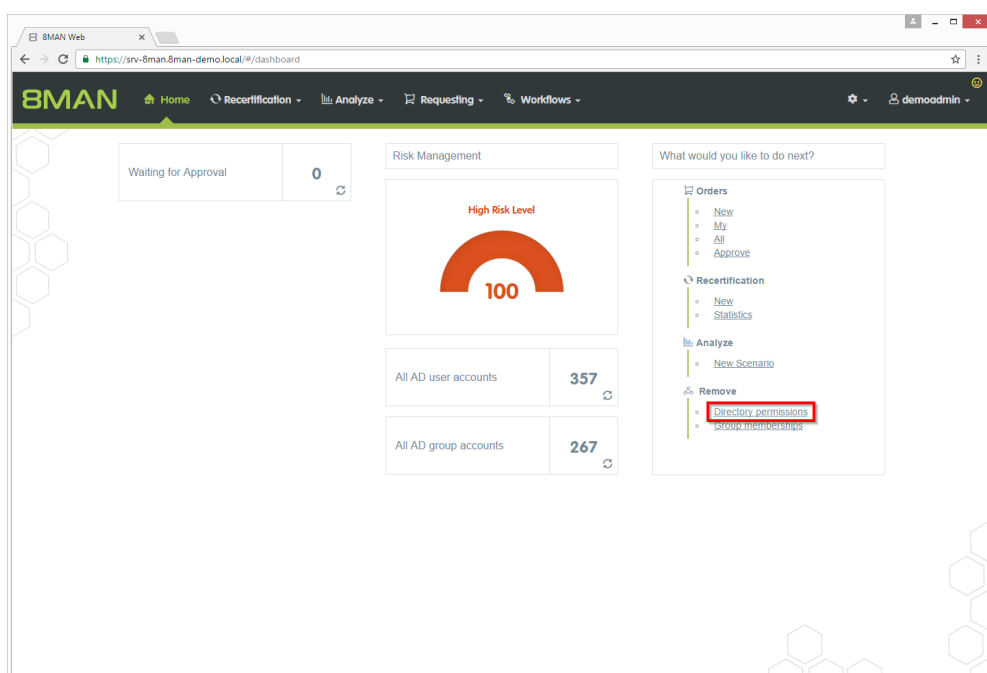 8MAN Web
https://srv-8man.8man-demo.local/#/dashboard
8MAN
Home
Recertification
Analyze
Requesting
Workflows
demoadmin
Waiting for Approval
0
Risk Management
High Risk Level
100
All AD user accounts
357
All AD group accounts
267
What would you like to do next?
Orders
New
My
All
Approve
Recertification
New
Statistics
Analyze
New Scenario
Remove
Directory permissions
Group memberships